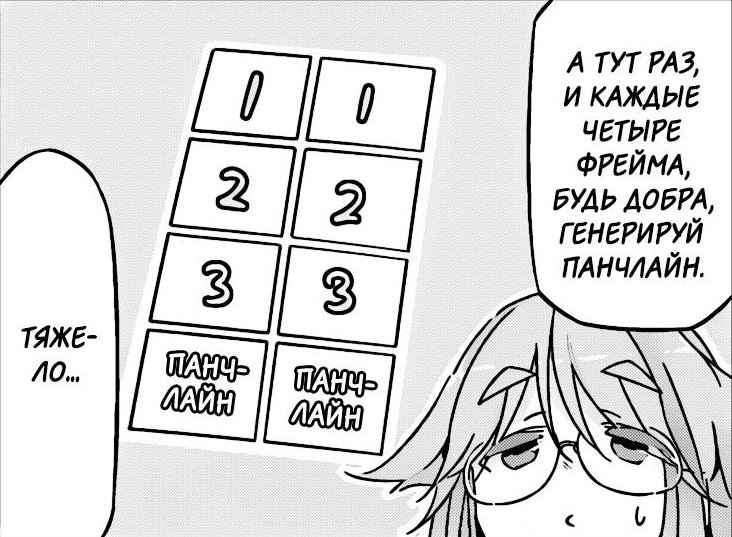 А ТУТ РАЗ,
И КАЖДЫЕ
ЧЕТЫРЕ
ФРЕЙМА,
БУДЬ ДОБРА,
ГЕНЕРИРУЙ
ПАНЧЛАЙН.
1 1
2 2
3 3
ПАНЧ-
ЛАЙН
ПАНЧ-
ЛАЙН
ТЯЖЕ-
ЛО...